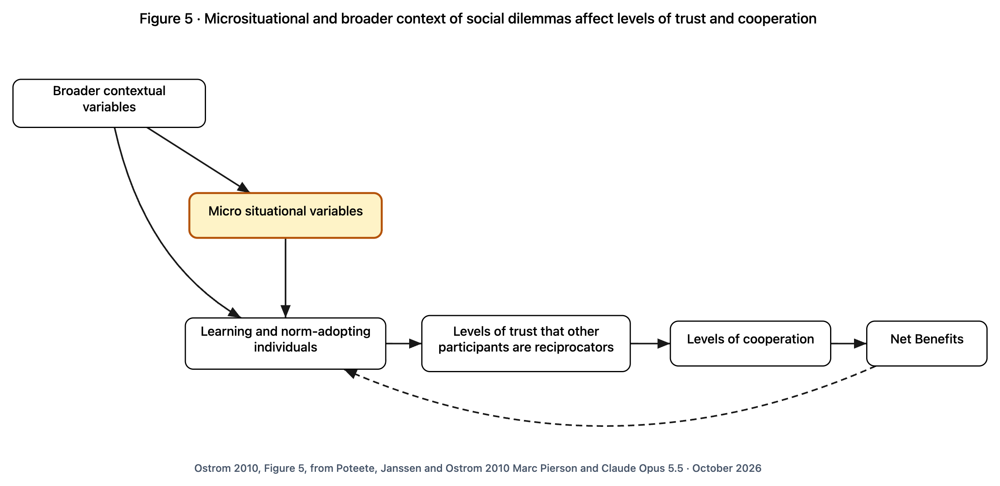 Figure 5 · Microsituational and broader context of social dilemmas affect levels of trust and cooperation
Broader contextual
variables
Micro situational variables
Learning and norm-adopting
individuals
Levels of trust that other
participants are reciprocators
Levels of cooperation
Net Benefits
Ostrom 2010, Figure 5, from Poteete, Janssen and Ostrom 2010 Marc Pierson and Claude Opus 5.5 · October 2026